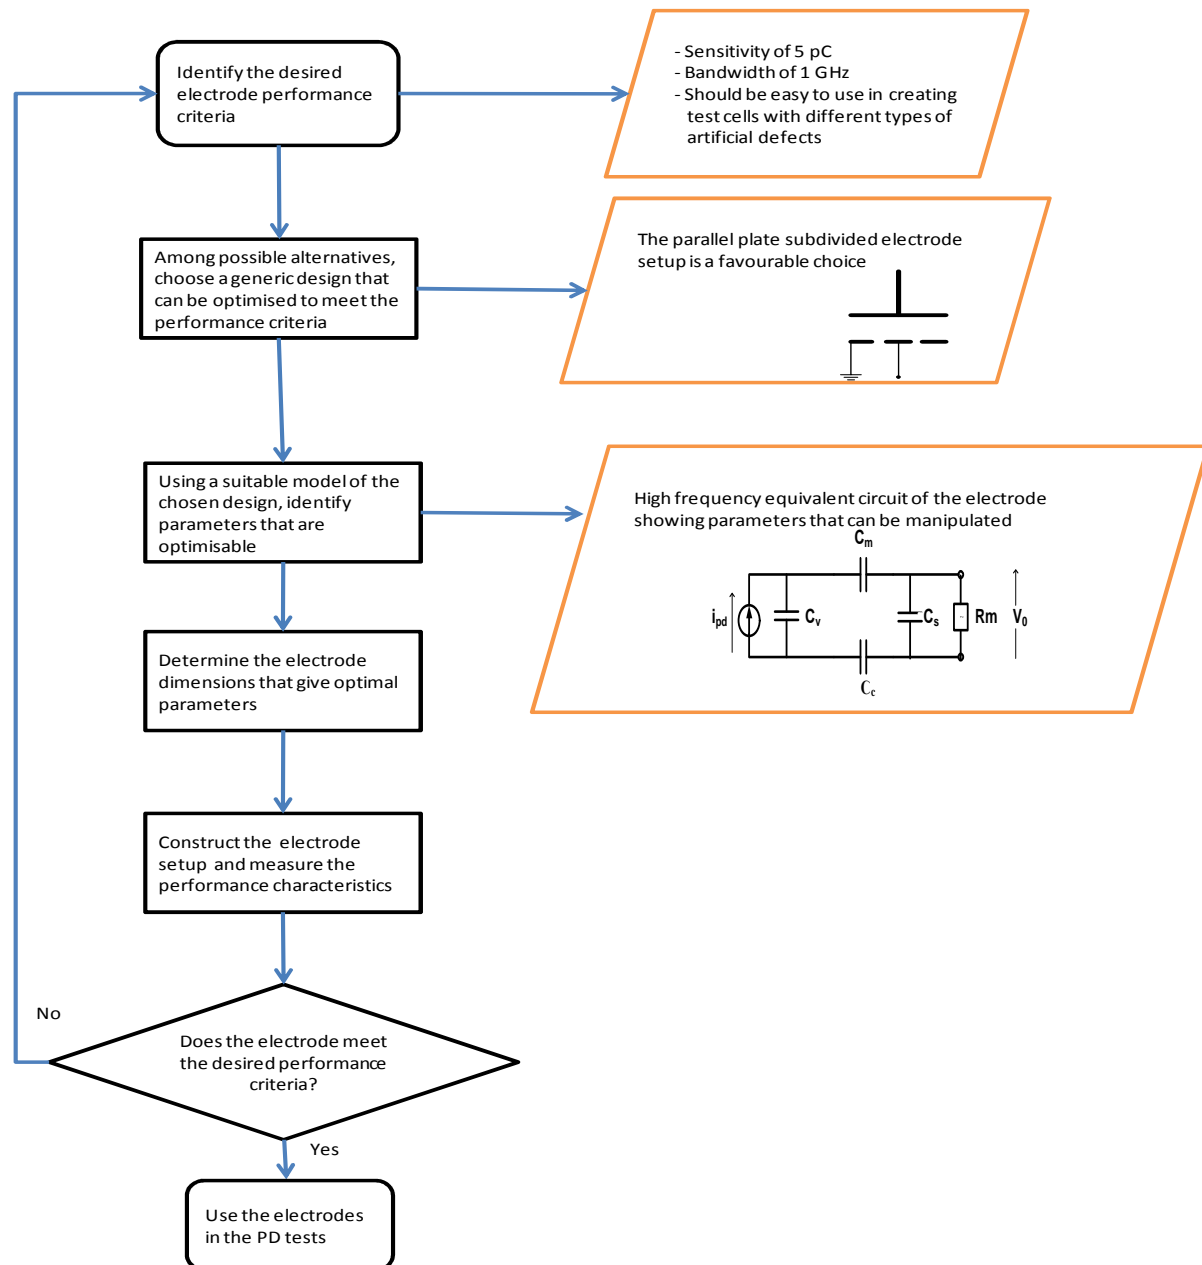 Identify the desired
electrode performance
criteria
- Sensitivity of 5 pC
- Bandwidth of 1 GHz
- Should be easy to use in creating
test cells with different types of
artificial defects
Among possible alternatives,
choose a generic design that
can be optimised to meet the
performance criteria
The parallel plate subdivided electrode
setup is a favourable choice
Using a suitable model of the
chosen design, identify
parameters that are
optimisable
High frequency equivalent circuit of the electrode
showing parameters that can be manipulated
Cm
ipd
Cv
Cs
Rm
V0
Cc
Determine the electrode
dimensions that give optimal
parameters
Construct the electrode
setup and measure the
performance characteristics
Does the electrode meet
the desired performance
criteria?
No
Yes
Use the electrodes
in the PD tests